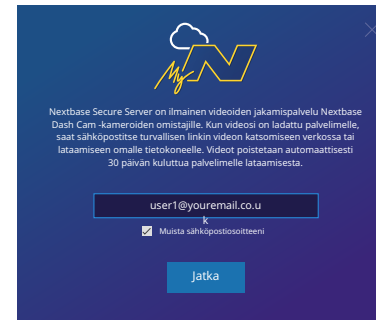 My N
Nextbase Secure Server on ilmainen videoiden jakamispalvelu Nextbase
Dash Cam -kameroiden omistajille. Kun videosi on ladattu palvelimelle,
saat sähköpostitse turvallisen linkin videon katsomiseen verkossa tai
lataamiseen omalle tietokoneelle. Videot poistetaan automaattisesti
30 päivän kuluttua palvelimelle lataamisesta.
user1@youremail.co.u
k
Muista sähköpostiosoitteeni
Jatka